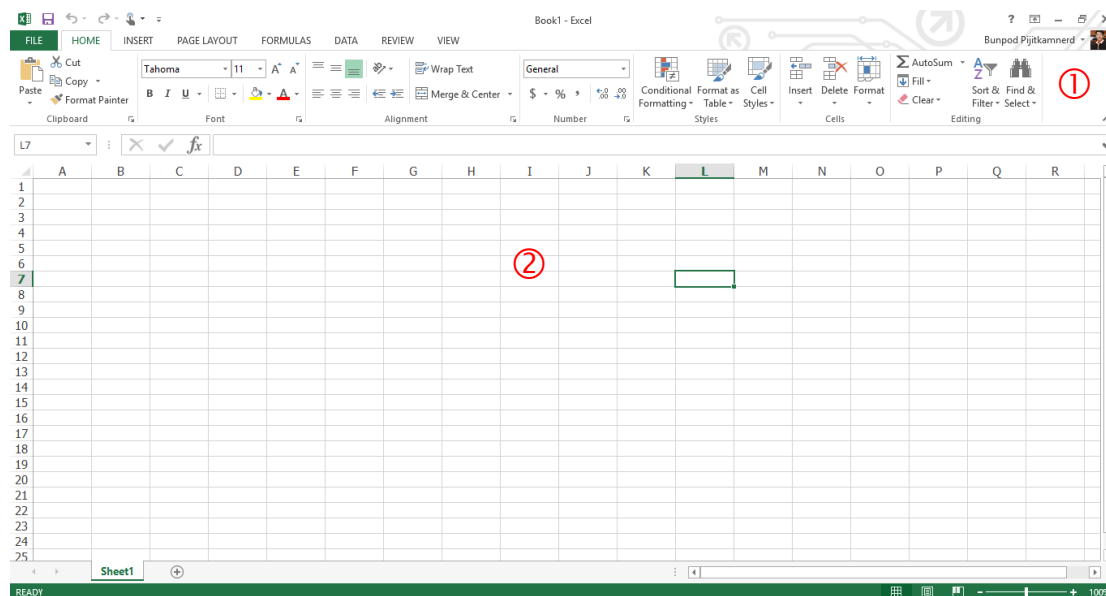 Book1 - Excel
FILE HOME INSERT PAGE LAYOUT FORMULAS DATA REVIEW VIEW Bunpod Pijitkamnerd
Cut Tahoma 11 Wrap Text General AutoSum
Copy Fill
Paste Conditional Format as Cell Insert Delete Format Sort & Find &
Format Painter B I U Merge & Center $ % , Formatting Table Styles Clear Filter Select
①
Clipboard Font Alignment Number Styles Cells Editing
L7 fx
A B C D E F G H I J K L M N O P Q R
1
2
3
4
5
6
②
7
8
9
10
11
12
13
14
15
16
17
18
19
20
21
22
23
24
25
Sheet1
READY 100%